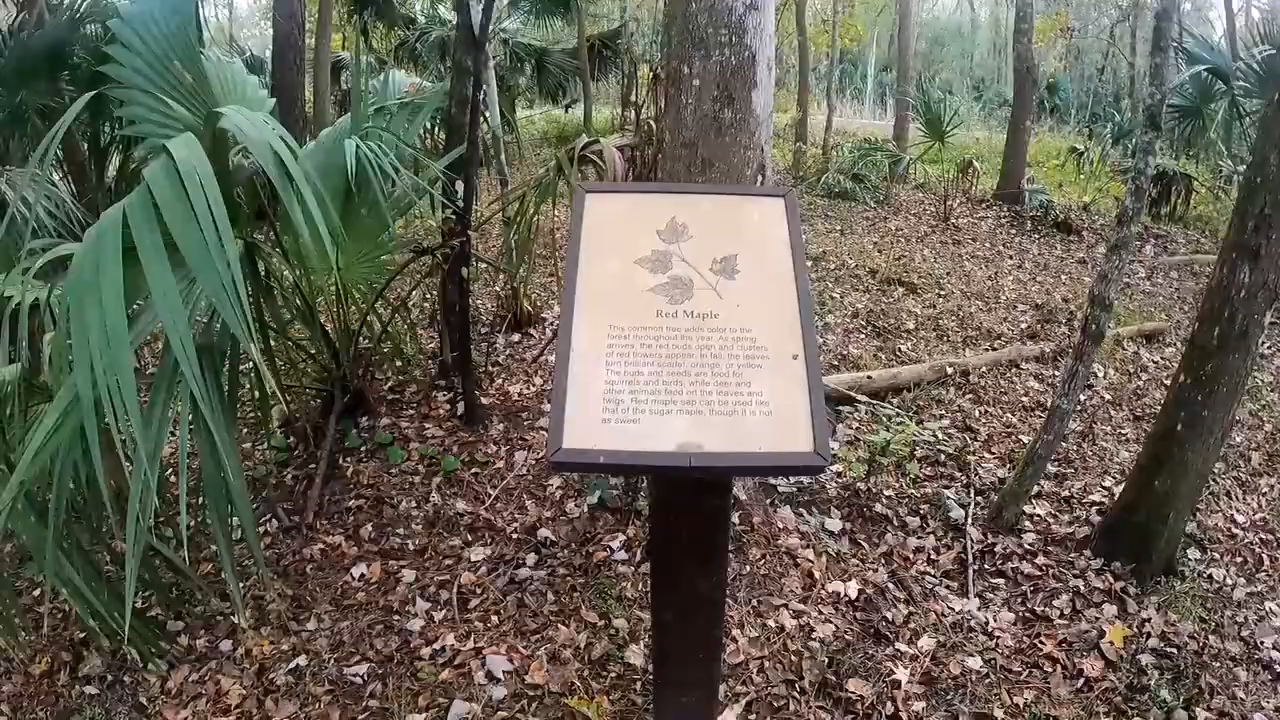 Red Maple
This common tree adds color to the
forest throughout the year. As spring
arrives, the red buds open and clusters
of red flowers appear. In fall, the leaves
turn brilliant scarlet, orange, or yellow.
The buds and seeds are food for
squirrels and birds, while deer and
other animals feed on the leaves and
twigs. Red maple sap can be used like
that of the sugar maple, though it is not
as sweet.